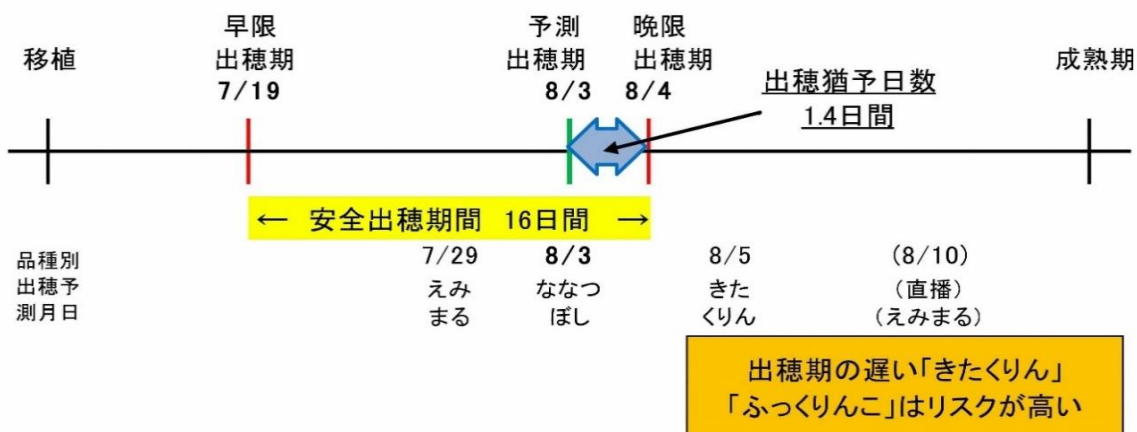 移植
早限
出穂期
7/19
予測
出穂期
8/3
晩限
出穂期
8/4
出穂猶予日数
1.4日間
成熟期
← 安全出穂期間 16日間 →
品種別
出穂予
測月日
7/29
えみ
まる
8/3
ななつ
ぼし
8/5
きた
くりん
(8/10)
(直播)
(えみまる)
出穂期の遅い「きたくりん」
「ふっくりんこ」はリスクが高い